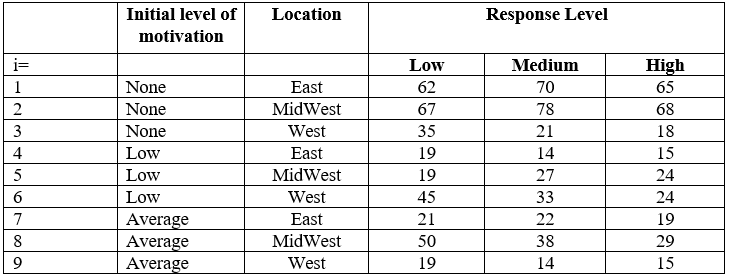 Initial level of motivation Location Response Level
i= Low Medium High
1 None East 62 70 65
2 None MidWest 67 78 68
3 None West 35 21 18
4 Low East 19 14 15
5 Low MidWest 19 27 24
6 Low West 45 33 24
7 Average East 21 22 19
8 Average MidWest 50 38 29
9 Average West 19 14 15